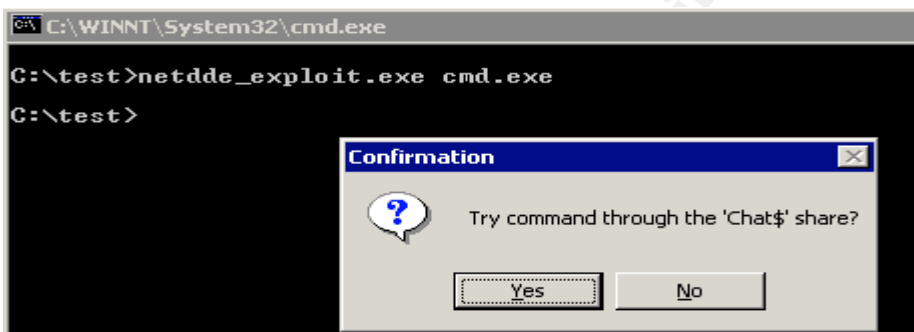 C:\WINNT\System32\cmd.exe
C:\test>netdde_exploit.exe cmd.exe
C:\test>
Confirmation
Try command through the 'Chat$' share?
Yes
No